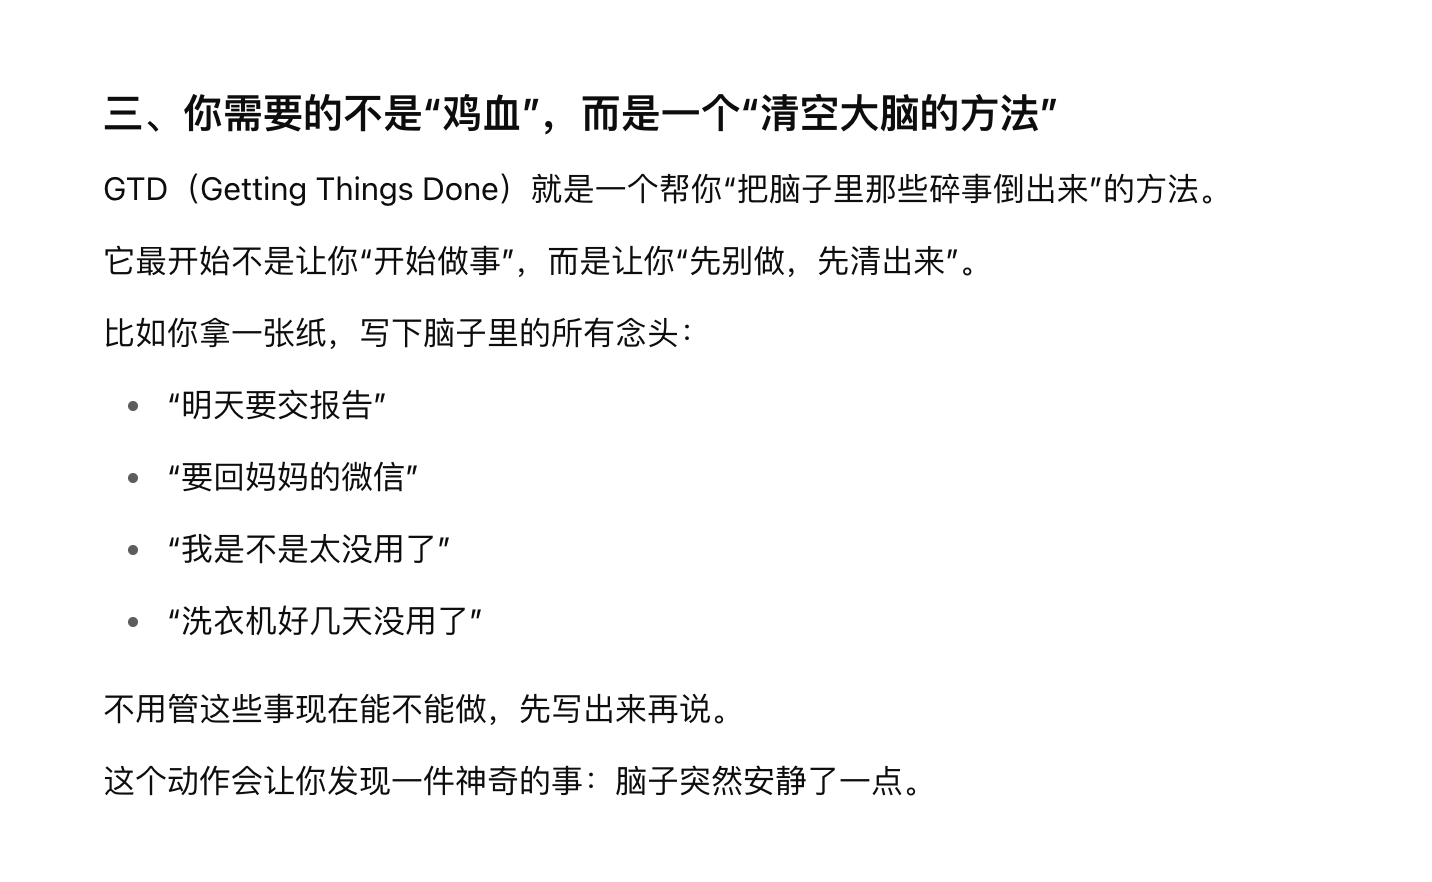 三、你需要的不是“鸡血”，而是一个“清空大脑的方法”
GTD（Getting Things Done）就是一个帮你“把脑子里那些碎事倒出来”的方法。
它最开始不是让你“开始做事”，而是让你“先别做，先清出来”。
比如你拿一张纸，写下脑子里的所有念头：
• “明天要交报告”
• “要回妈妈的微信”
• “我是不是太没用了”
• “洗衣机好几天没用了”
不用管这些事现在能不能做，先写出来再说。
这个动作会让你发现一件神奇的事：脑子突然安静了一点。